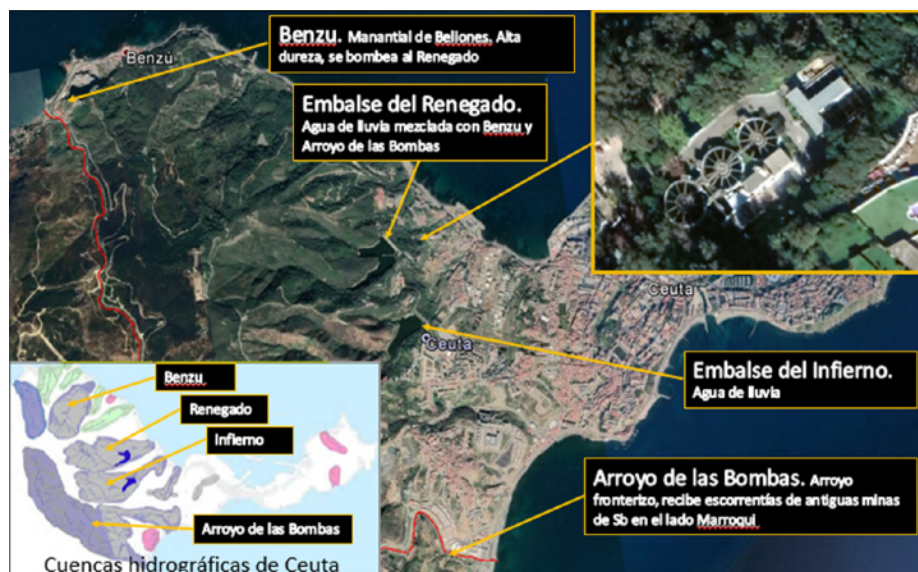 Benzu. Manantial de Bellones. Alta
dureza, se bombea al Renegado
Benzú
Embalse del Renegado.
Agua de lluvia mezclada con Benzu y
Arroyo de las Bombas
Ceuta
Ceuta
Embalse del Infierno.
Agua de lluvia
Arroyo de las Bombas. Arroyo
fronterizo, recibe escorrentías de antiguas minas
de Sb en el lado Marroqui
Benzu
Renegado
Infierno
Arroyo de las Bombas
Cuencas hidrográficas de Ceuta